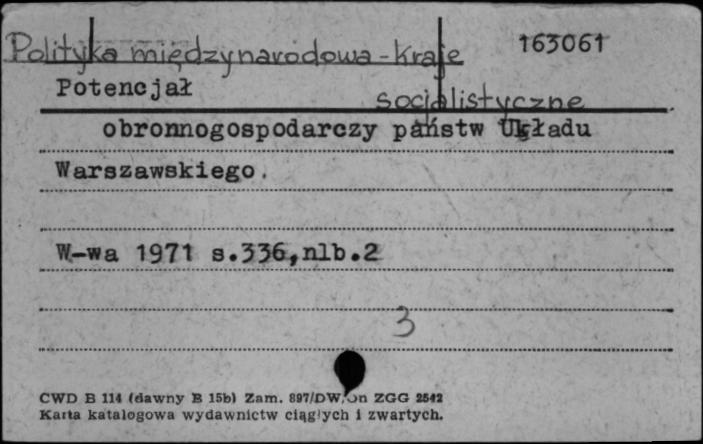 Polityka międzynarodowa - kraje 163061
socjalistyczne
Potencjał
obronnogospodarczy państw Układu
Warszawskiego.
W-wa 1971 s.336,nlb.2
3
CWD B 114 (dawny B 15b) Zam. 897/DW. On ZGG 2542
Karta katalogowa wydawnictw ciągłych i zwartych.